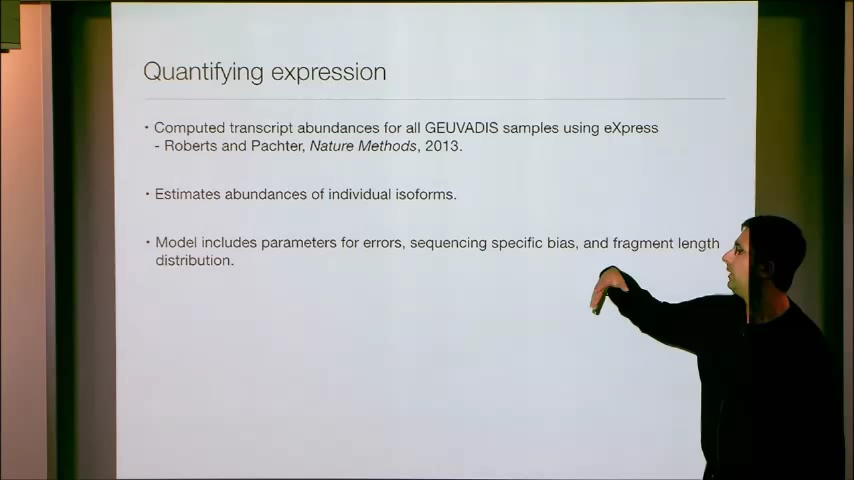 Quantifying expression
• Computed transcript abundances for all GEUVADIS samples using eXpress
- Roberts and Pachter, Nature Methods, 2013.
• Estimates abundances of individual isoforms.
• Model includes parameters for errors, sequencing specific bias, and fragment length
distribution.